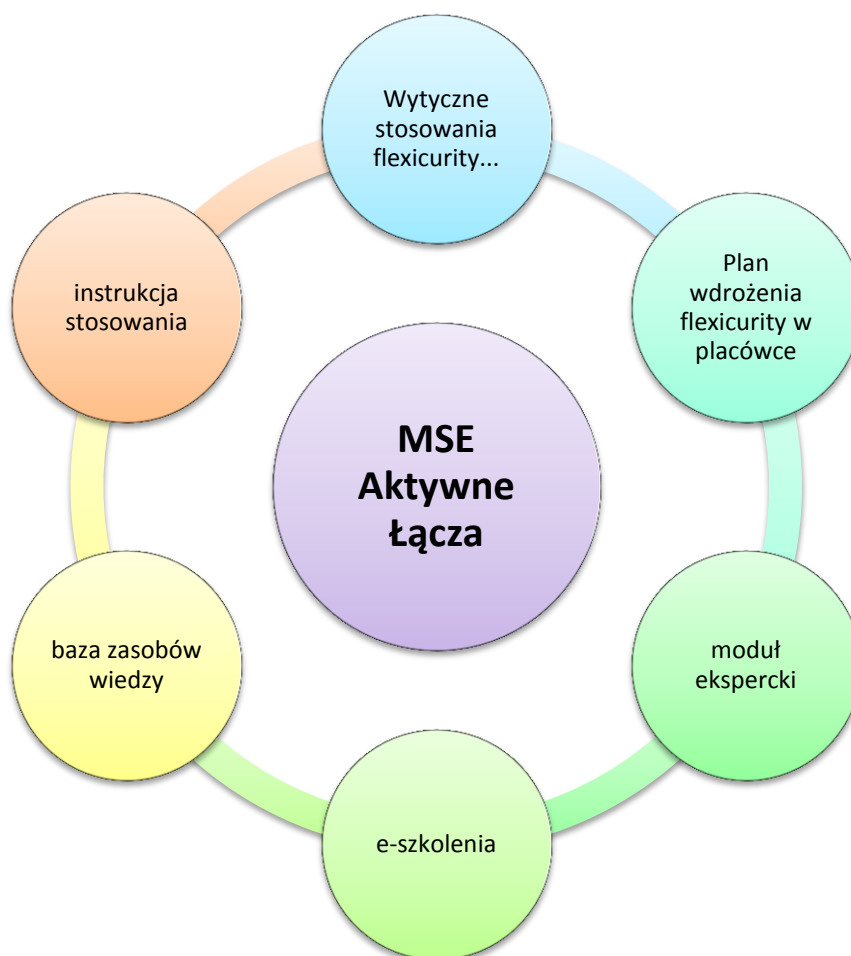 Wytyczne
stosowania
flexicurity...
Plan
wdrożenia
flexicurity w
placówce
moduł
ekspercki
e-szkolenia
baza zasobów
wiedzy
instrukcja
stosowania
MSE
Aktywne
Łącza